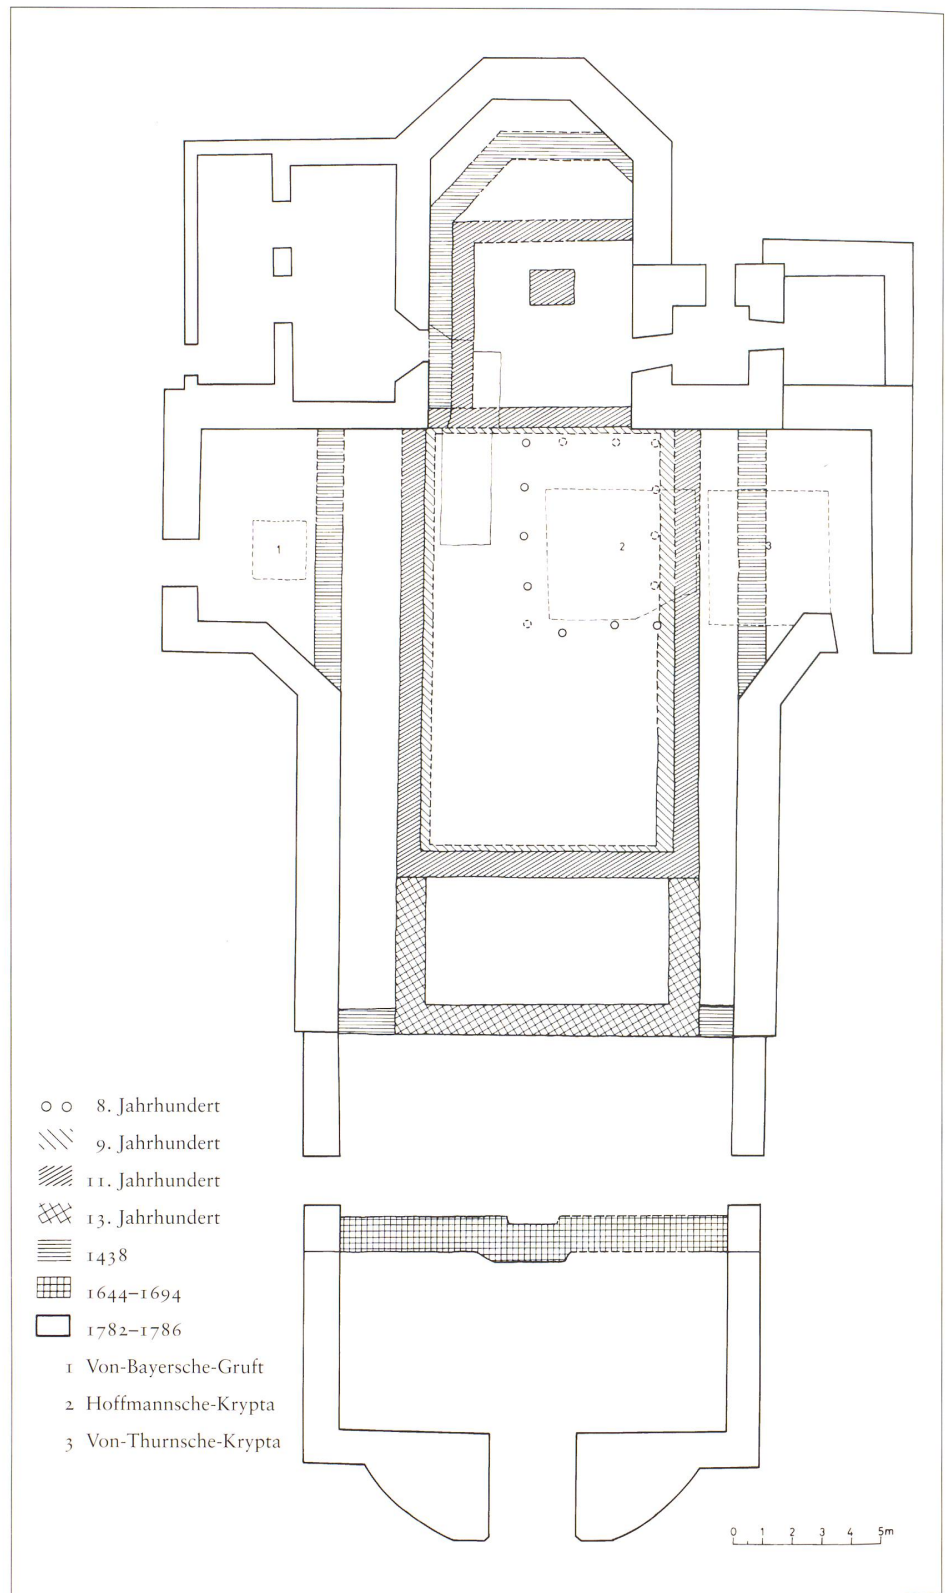 1
2
3
8. Jahrhundert
9. Jahrhundert
11. Jahrhundert
13. Jahrhundert
1438
1644–1694
1782–1786
1 Von-Bayersche-Gruft
2 Hoffmannsche-Krypta
3 Von-Thurnsche-Krypta
0 1 2 3 4 5m